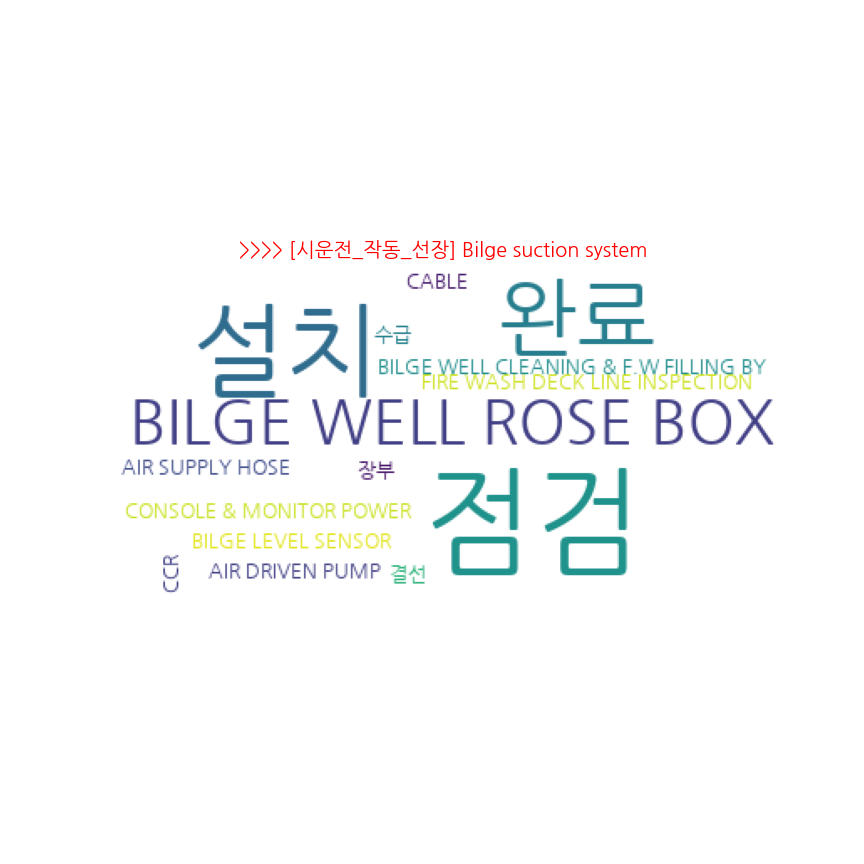 >>>> [시운전_작동_선장] Bilge suction system
CABLE
설치
완료
수급
BILGE WELL CLEANING & F.W FILLING BY
FIRE WASH DECK LINE INSPECTION
BILGE WELL ROSE BOX
AIR SUPPLY HOSE
장부
점검
CONSOLE & MONITOR POWER
BILGE LEVEL SENSOR
CCR
AIR DRIVEN PUMP
결선